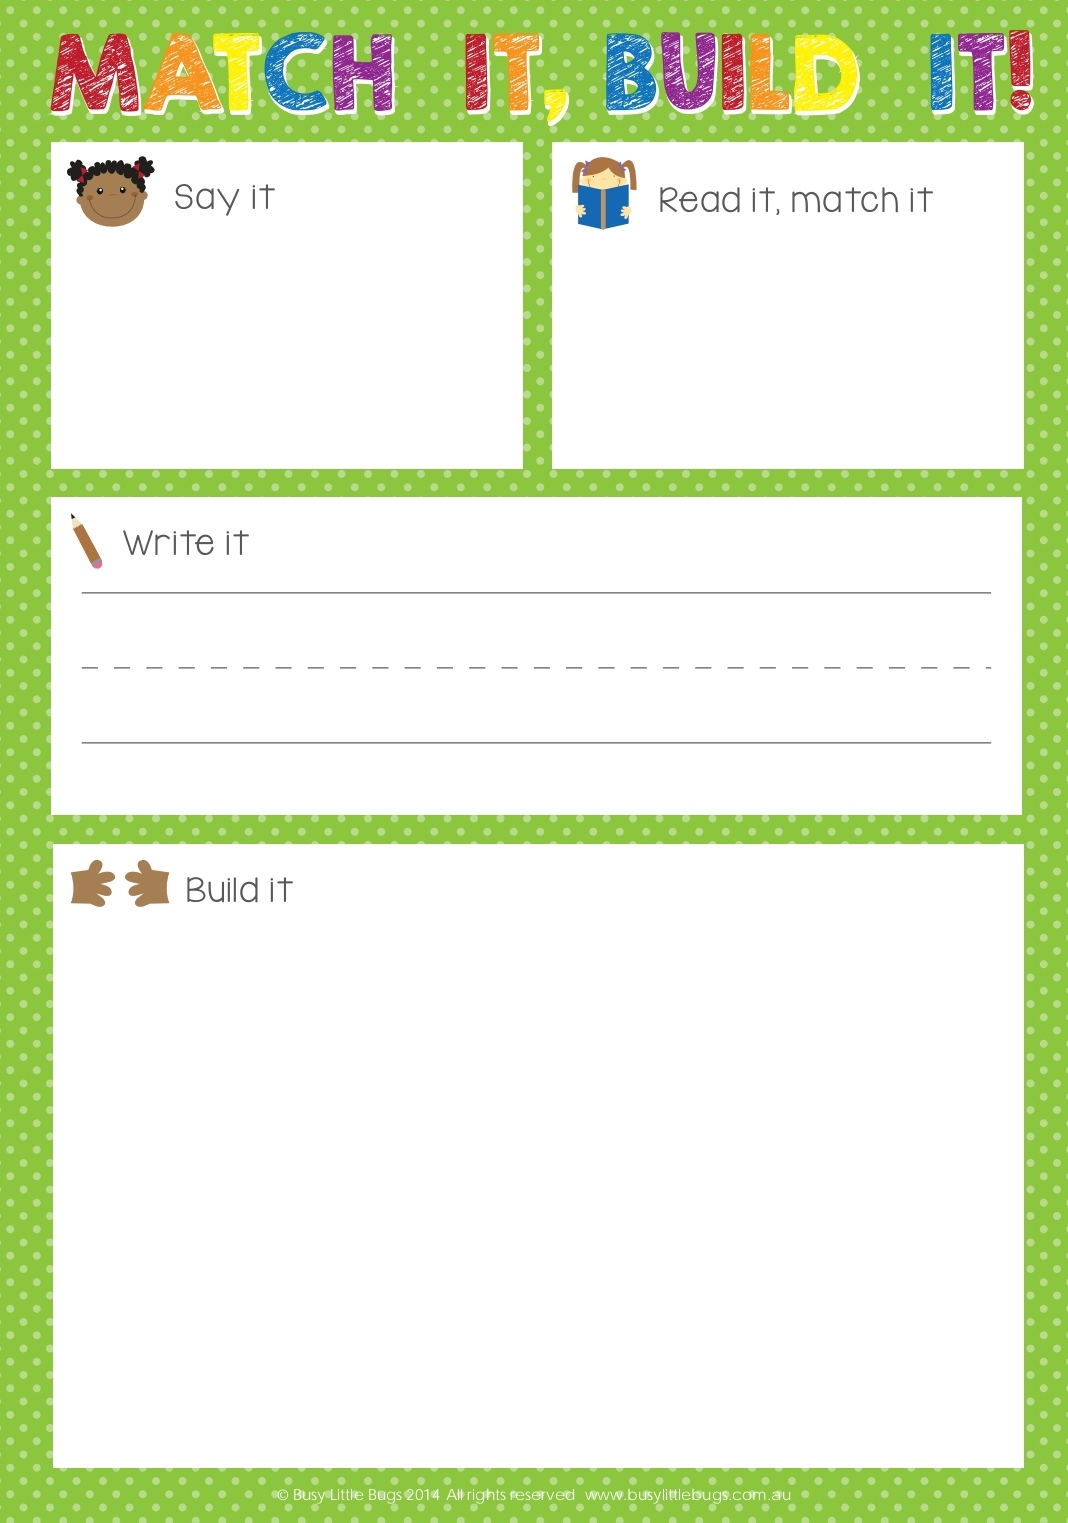 MATCH IT, BUILD IT!
Say it
Read it, match it
Write it
Build it
© Busy Little Bugs 2014 All rights reserved www.busylittlebugs.com.au